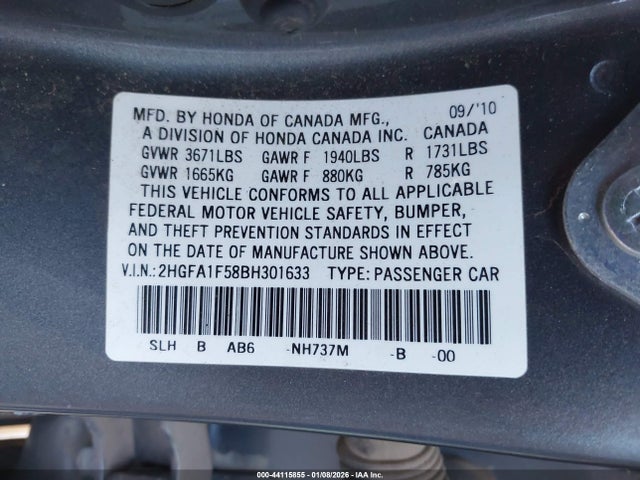 MFD. BY HONDA OF CANADA MFG., 09/'10
A DIVISION OF HONDA CANADA INC. CANADA
GVWR 3671LBS GAWR F 1940LBS R 1731LBS
GVWR 1665KG GAWR F 880KG R 785KG
THIS VEHICLE CONFORMS TO ALL APPLICABLE
FEDERAL MOTOR VEHICLE SAFETY, BUMPER,
AND THEFT PREVENTION STANDARDS IN EFFECT
ON THE DATE OF MANUFACTURE SHOWN ABOVE.
V.I.N.: 2HGFA1F58BH301633 TYPE: PASSENGER CAR
SLH B AB6 -NH737M -B -00
000-44115855 - 01/08/2026 - IAA Inc.